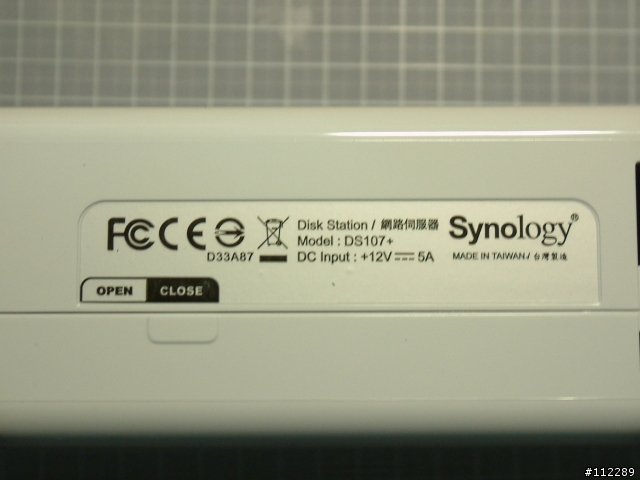 FC CE
D33A87
Disk Station / 網路伺服器
Model : DS107+
DC Input : +12V 5A
Synology®
MADE IN TAIWAN / 台灣製造
OPEN CLOSE
#112289